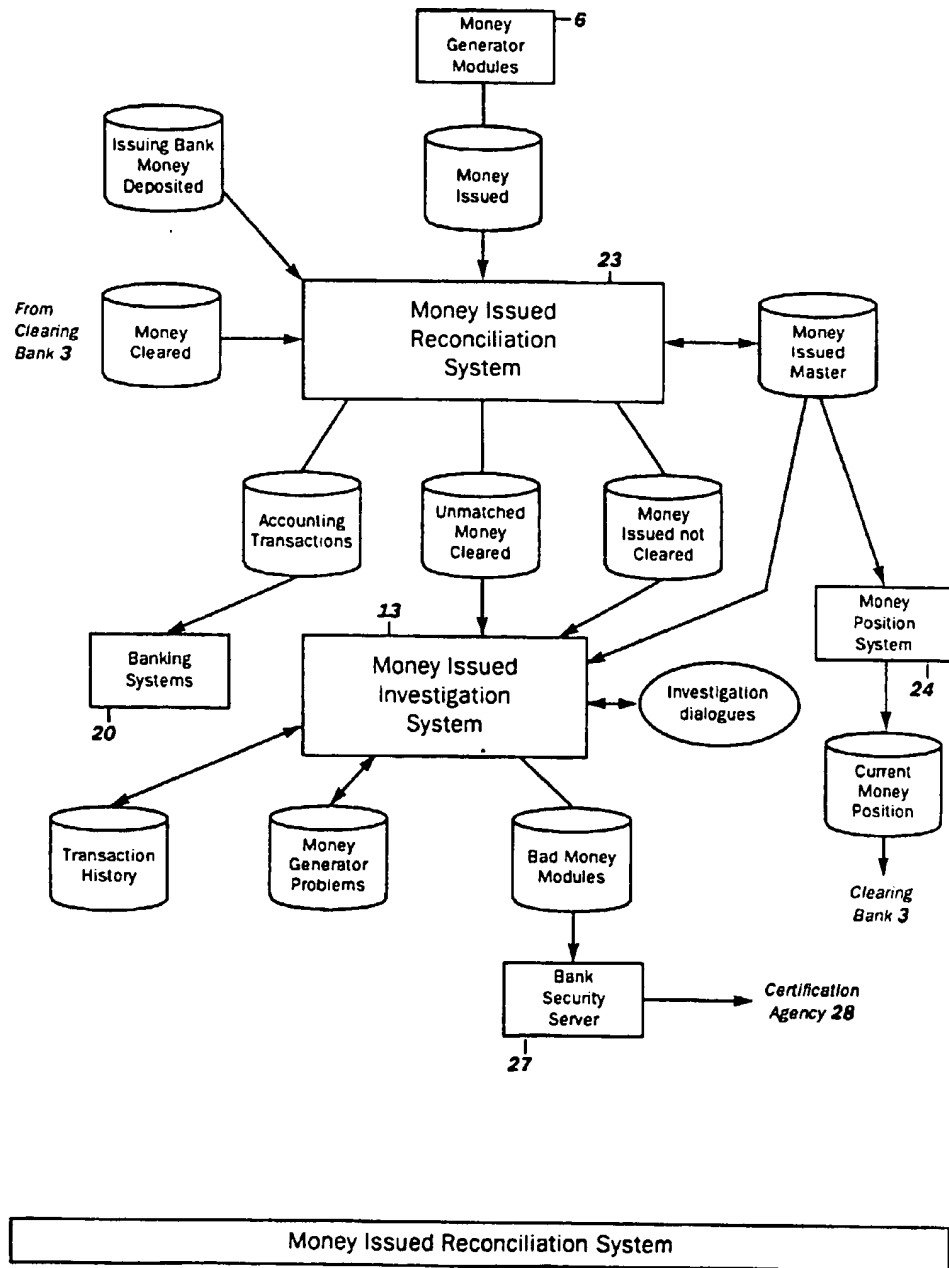 Money
Generator
Modules
6
Issuing Bank
Money
Deposited
Money
Issued
23
From
Clearing
Bank 3
Money
Cleared
Money Issued
Reconciliation
System
Money
Issued
Master
Accounting
Transactions
Unmatched
Money
Cleared
Money
Issued not
Cleared
13
Banking
Systems
20
Money Issued
Investigation
System
Investigation
dialogues
Money
Position
System
24
Transaction
History
Money
Generator
Problems
Bad Money
Modules
Current
Money
Position
Clearing
Bank 3
Bank
Security
Server
27
Certification
Agency 28
Money Issued Reconciliation System